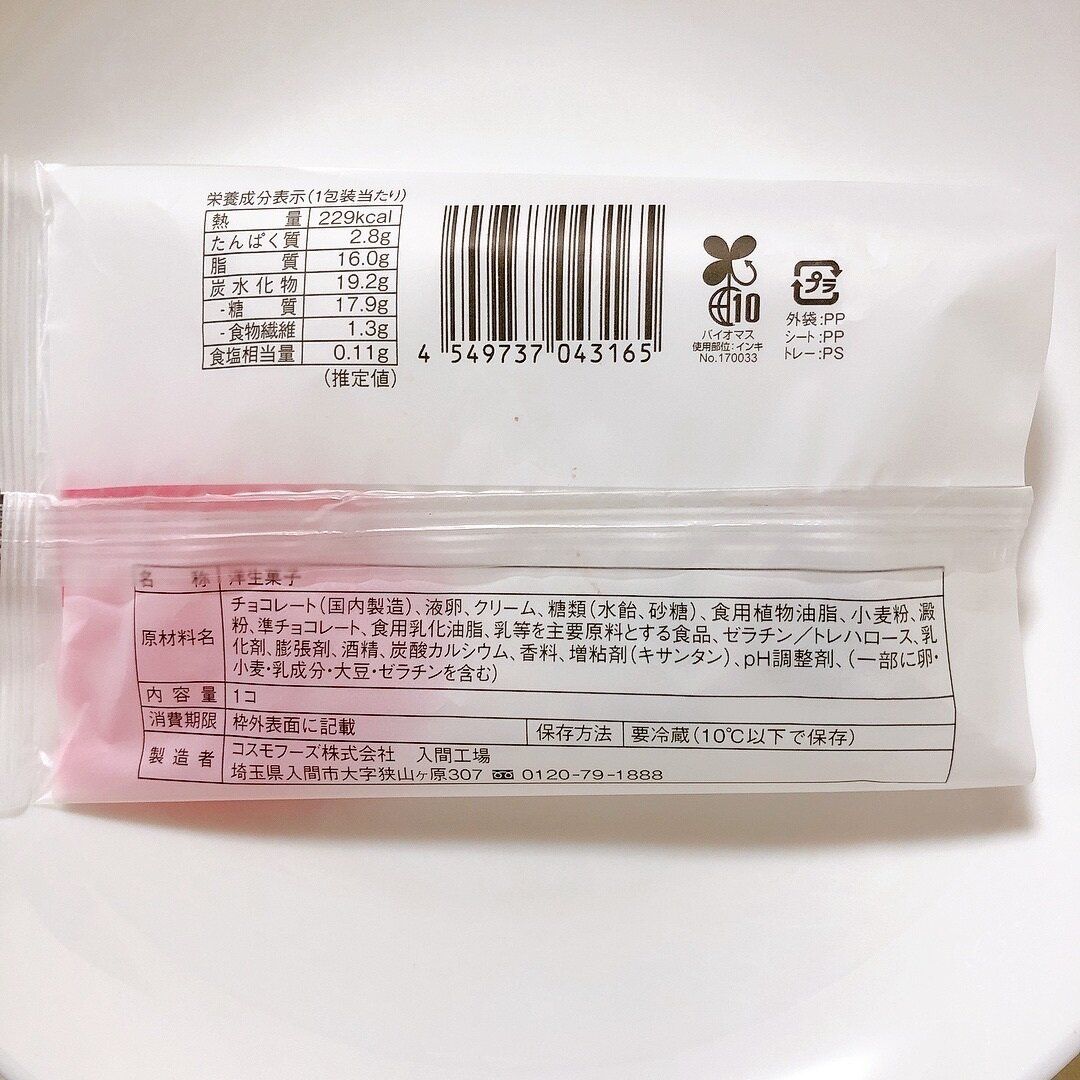 栄養成分表示(1包装当たり)
熱量 229kcal
たんぱく質 2.8g
脂質 16.0g
炭水化物 19.2g
-糖質 17.9g
-食物繊維 1.3g
食塩相当量 0.11g
(推定値)
4 549737 043165
10
バイオマス
使用部位:インキ
No.170033
プラ
外袋:PP
シート:PP
トレー:PS
名称 洋生菓子
原材料名 チョコレート(国内製造)、液卵、クリーム、糖類(水飴、砂糖)、食用植物油脂、小麦粉、澱
粉、準チョコレート、食用乳化油脂、乳等を主要原料とする食品、ゼラチン/トレハロース、乳
化剤、膨張剤、酒精、炭酸カルシウム、香料、増粘剤(キサンタン)、pH調整剤、(一部に卵・
小麦・乳成分・大豆・ゼラチンを含む)
内容量 1コ
消費期限 枠外表面に記載 保存方法 要冷蔵(10℃以下で保存)
製造者 コスモフーズ株式会社 入間工場
埼玉県入間市大字狭山ヶ原307 0120-79-1888